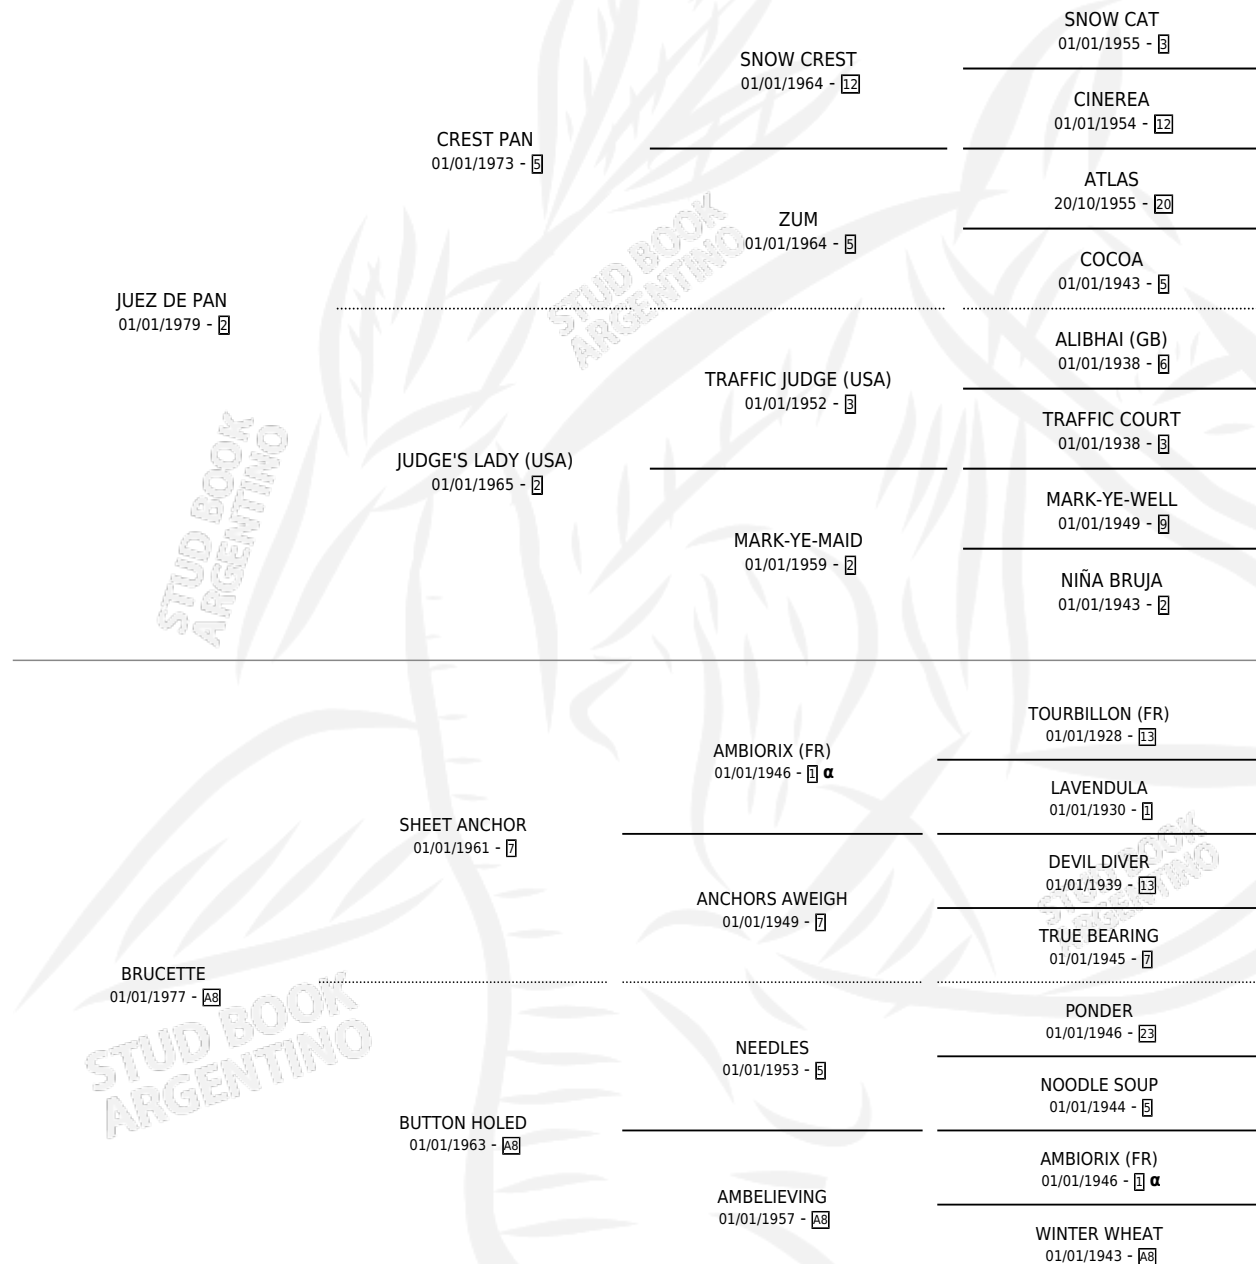 SNOW CAT
01/01/1955 - 3
SNOW CREST
01/01/1964 - 12
CINEREA
01/01/1954 - 12
CREST PAN
01/01/1973 - 5
ATLAS
20/10/1955 - 20
ZUM
01/01/1964 - 5
COCOA
01/01/1943 - 5
JUEZ DE PAN
01/01/1979 - 2
ALIBHAI (GB)
01/01/1938 - 6
TRAFFIC JUDGE (USA)
01/01/1952 - 3
TRAFFIC COURT
01/01/1938 - 3
JUDGE'S LADY (USA)
01/01/1965 - 2
MARK-YE-WELL
01/01/1949 - 9
MARK-YE-MAID
01/01/1959 - 2
NIÑA BRUJA
01/01/1943 - 2
TOURBILLON (FR)
01/01/1928 - 13
AMBIORIX (FR)
01/01/1946 - 1 α
LAVENDULA
01/01/1930 - 1
SHEET ANCHOR
01/01/1961 - 7
DEVIL DIVER
01/01/1939 - 13
ANCHORS AWEIGH
01/01/1949 - 7
TRUE BEARING
01/01/1945 - 7
BRUCETTE
01/01/1977 - A8
PONDER
01/01/1946 - 23
NEEDLES
01/01/1953 - 5
NOODLE SOUP
01/01/1944 - 5
BUTTON HOLED
01/01/1963 - A8
AMBIORIX (FR)
01/01/1946 - 1 α
AMBELIEVING
01/01/1957 - A8
WINTER WHEAT
01/01/1943 - A8
STUD BOOK
ARGENTINO
STUD BOOK
ARGENTINO
STUD BOOK
ARGENTINO
STUD BOOK
ARGENTINO